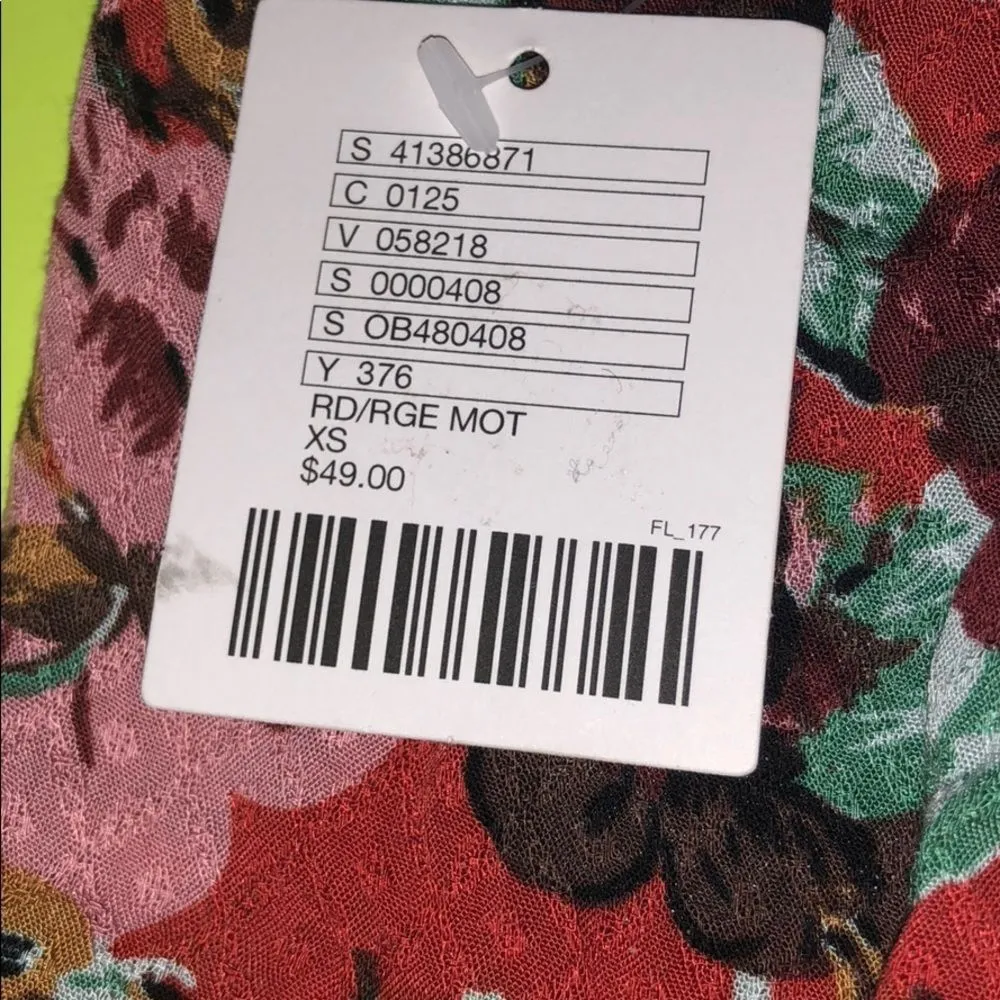 S 41386871
C 0125
V 058218
S 0000408
S OB480408
Y 376
RD/RGE MOT
XS
$49.00
FL_177